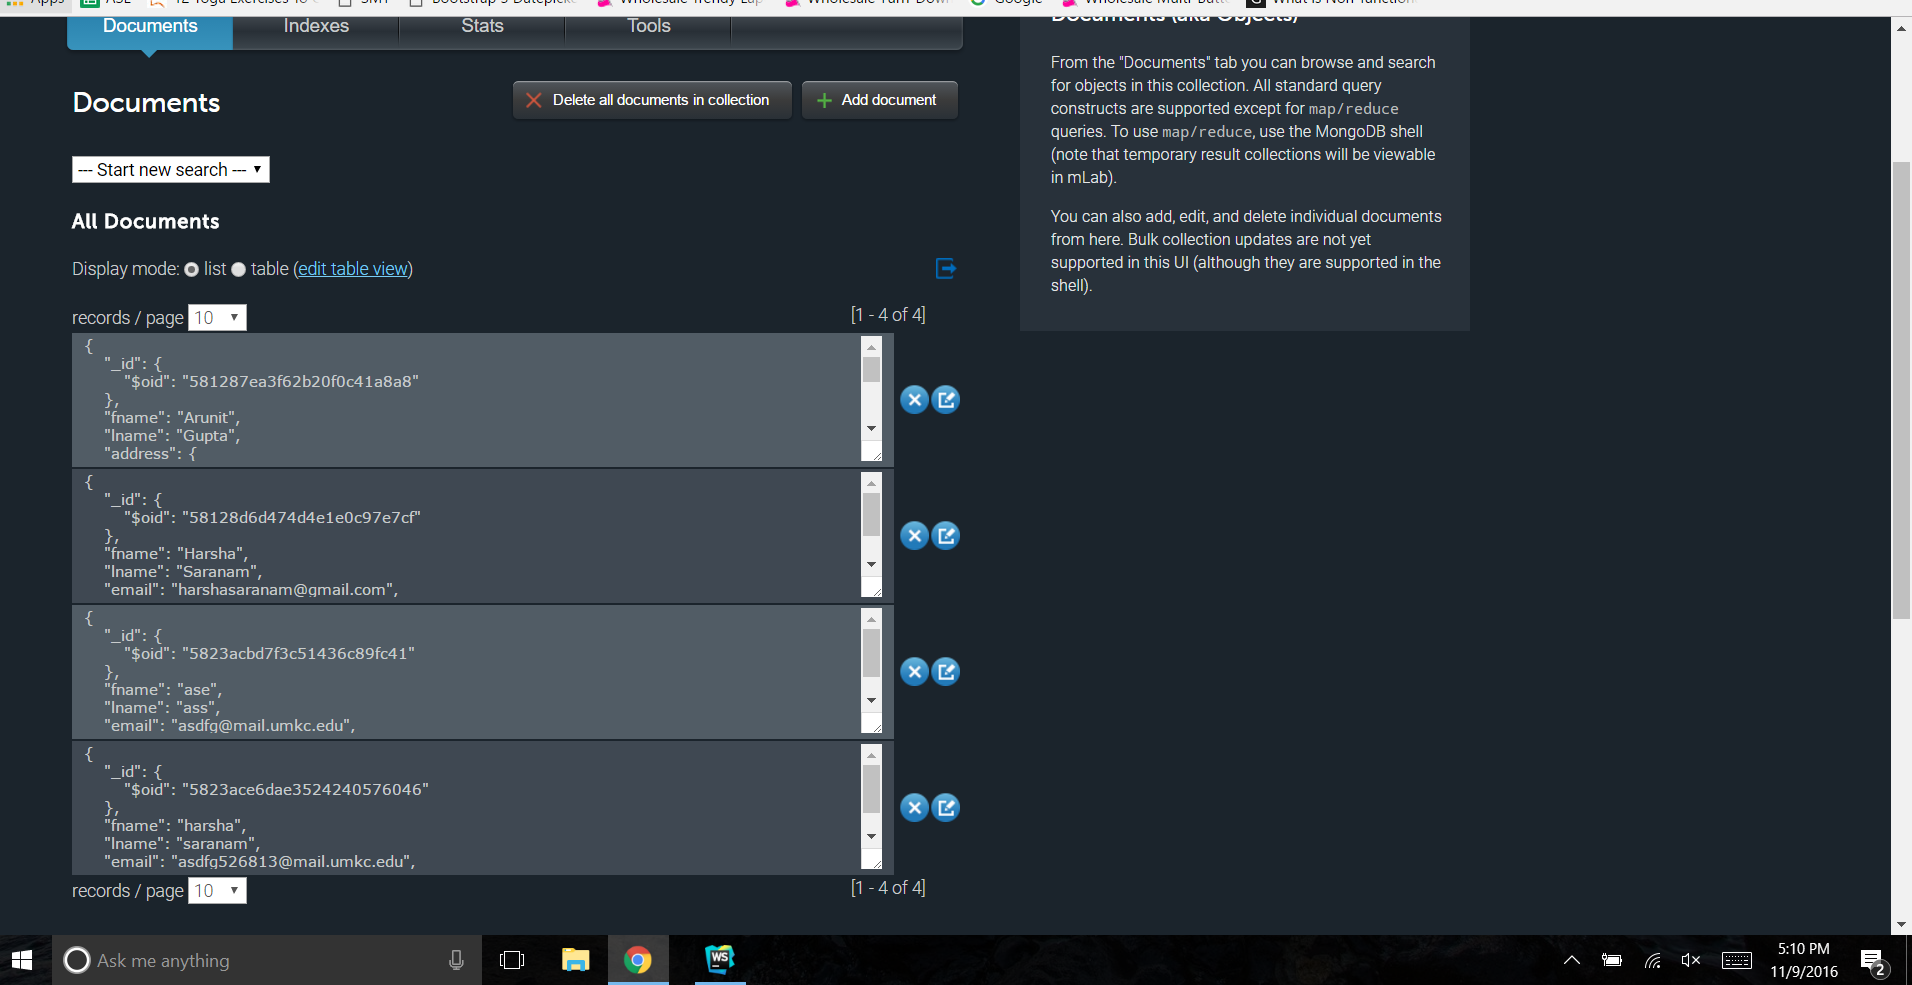 Apps
ASE
12 Yoga Exercises To
SMT
Bootstrap 3 Datepicke
Wholesale Trendy Lap
Wholesale Turn-Down
Google
Wholesale Multi-Butt
What is Non-function
Documents
Indexes
Stats
Tools
Documents
Delete all documents in collection
Add document
--- Start new search ---
All Documents
Display mode: list table (edit table view)
records / page 10
[1 - 4 of 4]
{
"_id": {
"$oid": "581287ea3f62b20f0c41a8a8"
},
"fname": "Arunit",
"lname": "Gupta",
"address": {
{
"_id": {
"$oid": "58128d6d474d4e1e0c97e7cf"
},
"fname": "Harsha",
"lname": "Saranam",
"email": "harshasaranam@gmail.com",
{
"_id": {
"$oid": "5823acbd7f3c51436c89fc41"
},
"fname": "ase",
"lname": "ass",
"email": "asdfg@mail.umkc.edu",
{
"_id": {
"$oid": "5823ace6dae3524240576046"
},
"fname": "harsha",
"lname": "saranam",
"email": "asdfg526813@mail.umkc.edu",
records / page 10
[1 - 4 of 4]
Documents (aka Objects)
From the "Documents" tab you can browse and search
for objects in this collection. All standard query
constructs are supported except for map/reduce
queries. To use map/reduce, use the MongoDB shell
(note that temporary result collections will be viewable
in mLab).
You can also add, edit, and delete individual documents
from here. Bulk collection updates are not yet
supported in this UI (although they are supported in the
shell).
Ask me anything
WS
5:10 PM
11/9/2016
2